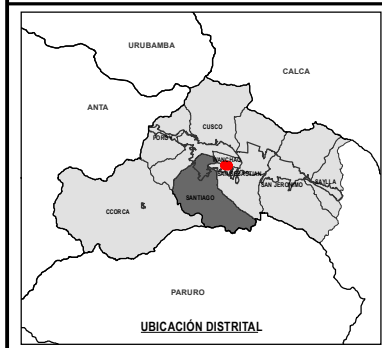 URUBAMBA
CALCA
ANTA
CUSCO
POROY
WANCHAQ
SAN SEBASTIAN
SAN JERONIMO
SAYLLA
SANTIAGO
CCORCA
PARURO
UBICACIÓN DISTRITAL